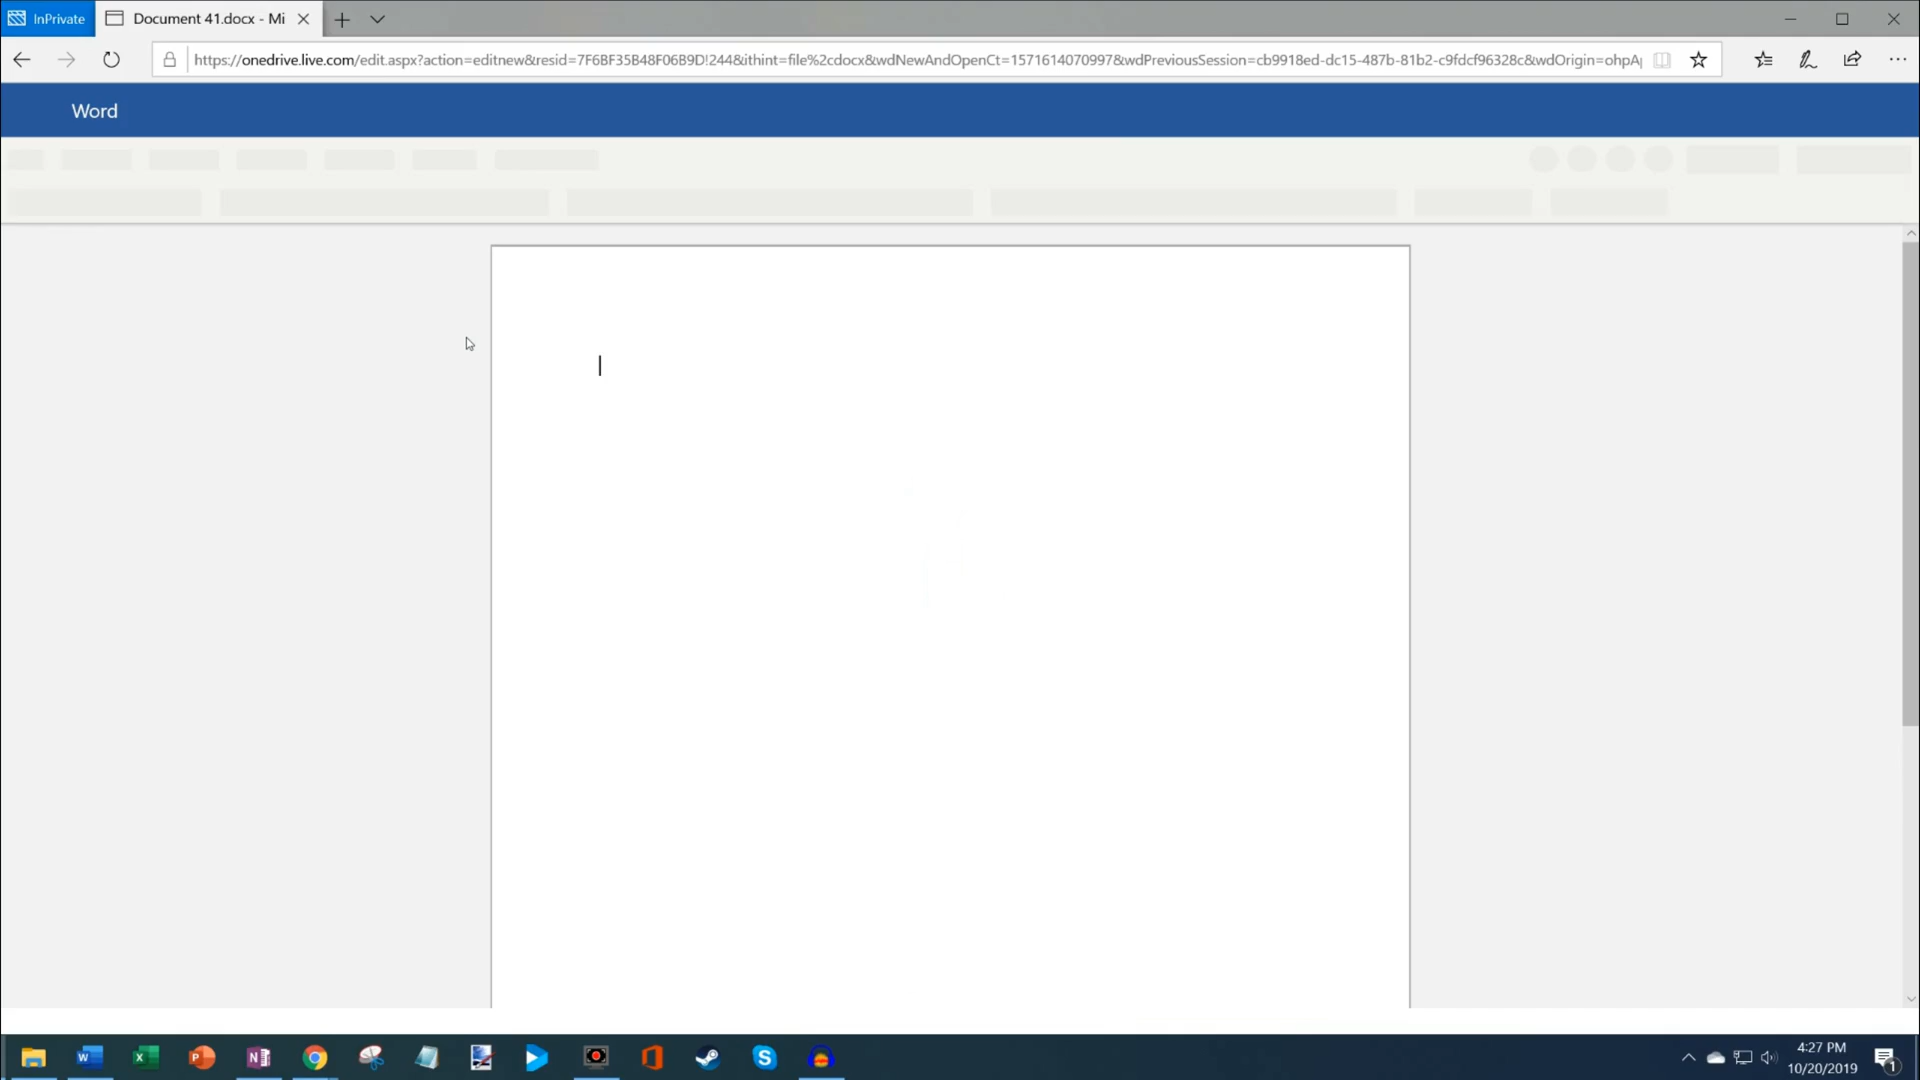 InPrivate
Document 41.docx - Mi
https://onedrive.live.com/edit.aspx?action=editnew&resid=7F6BF35B48F06B9D!244&ithint=file%2cdocx&wdNewAndOpenCt=1571614070997&wdPreviousSession=cb9918ed-dc15-487b-81b2-c9fdcf96328c&wdOrigin=ohpA
Word
4:27 PM
10/20/2019
1